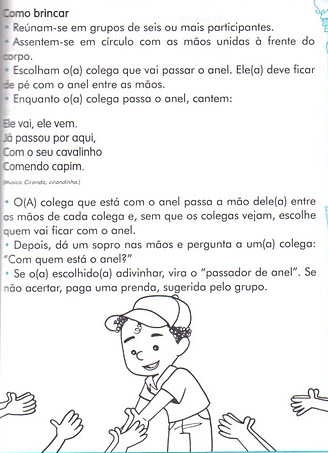 Como brincar
• Reúnam-se em grupos de seis ou mais participantes.
• Assentem-se em círculo com as mãos unidas à frente do
corpo.
• Escolham o(a) colega que vai passar o anel. Ele(a) deve ficar
de pé com o anel entre as mãos.
• Enquanto o(a) colega passa o anel, cantem:
Ele vai, ele vem.
Já passou por aqui,
Com o seu cavalinho
Comendo capim.
(Música Ciranda, cirandinha.)
• O(A) colega que está com o anel passa a mão dele(a) entre
as mãos de cada colega e, sem que os colegas vejam, escolhe
quem vai ficar com o anel.
• Depois, dá um sopro nas mãos e pergunta a um(a) colega:
“Com quem está o anel?”
• Se o(a) escolhido(a) adivinhar, vira o “passador de anel”. Se
não acertar, paga uma prenda, sugerida pelo grupo.